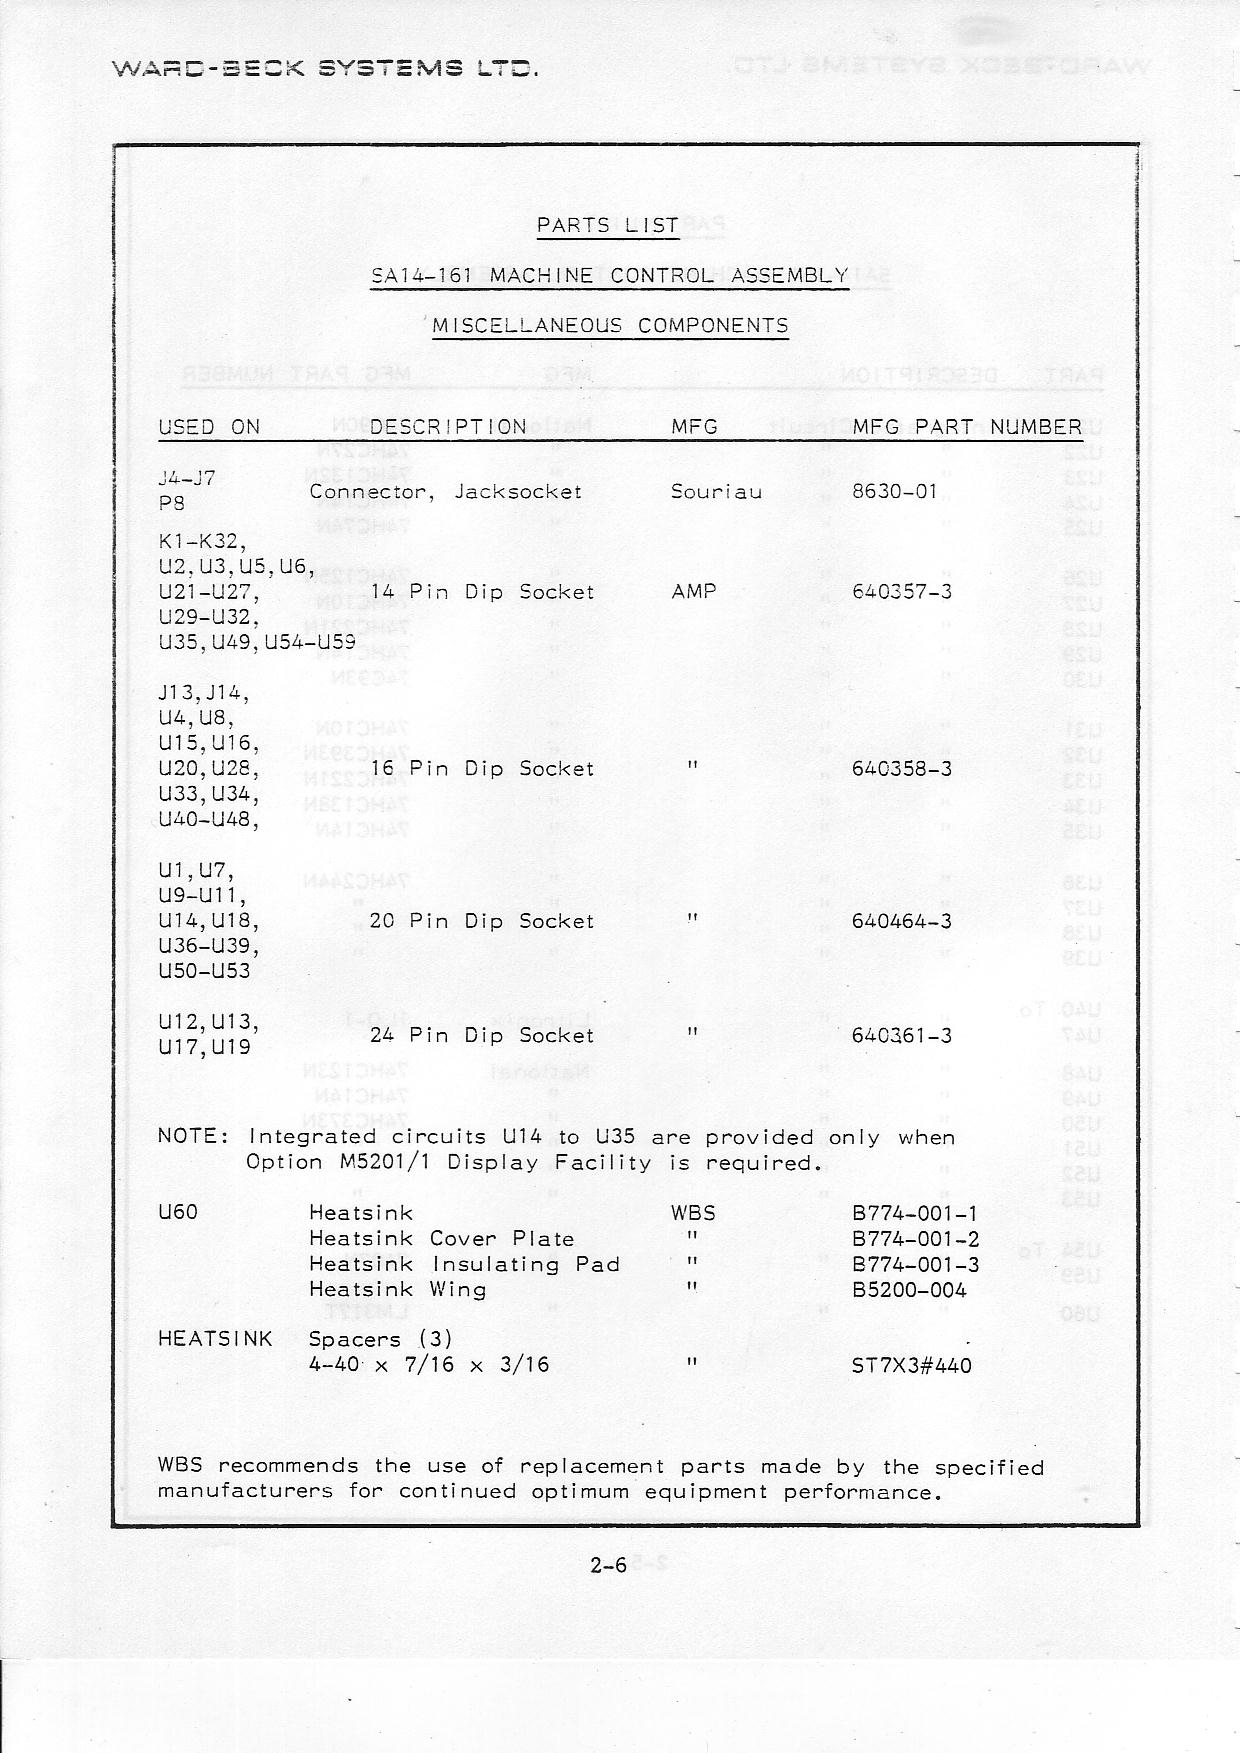 WARD-BECK SYSTEMS LTD.
PARTS LIST
SA14-161 MACHINE CONTROL ASSEMBLY
MISCELLANEOUS COMPONENTS
USED ON DESCRIPTION MFG MFG PART NUMBER
J4-J7
P8 Connector, Jacksocket Souriau 8630-01
K1-K32,
U2,U3,U5,U6,
U21-U27, 14 Pin Dip Socket AMP 640357-3
U29-U32,
U35,U49,U54-U59
J13,J14,
U4,U8,
U15,U16,
U20,U28, 16 Pin Dip Socket " 640358-3
U33,U34,
U40-U48,
U1,U7,
U9-U11,
U14,U18, 20 Pin Dip Socket " 640464-3
U36-U39,
U50-U53
U12,U13,
U17,U19 24 Pin Dip Socket " 640361-3
NOTE: Integrated circuits U14 to U35 are provided only when
Option M5201/1 Display Facility is required.
U60 Heatsink WBS B774-001-1
Heatsink Cover Plate " B774-001-2
Heatsink Insulating Pad " B774-001-3
Heatsink Wing " B5200-004
HEATSINK Spacers (3)
4-40 x 7/16 x 3/16 " ST7X3#440
WBS recommends the use of replacement parts made by the specified
manufacturers for continued optimum equipment performance.
2-6